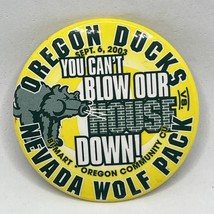 OREGON DUCKS
SEPT. 6, 2003
VS.
YOU CAN'T
BLOW OUR
HOUSE
DOWN!
OREGON COMMUNITY
NEVADA WOLF PACK